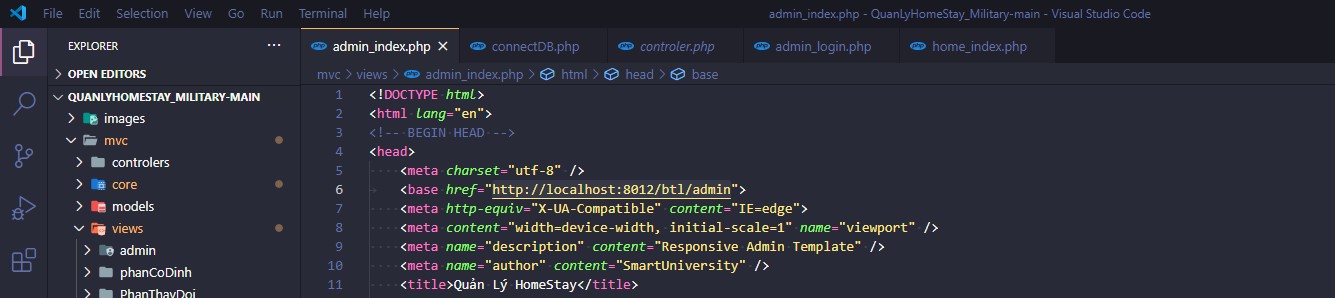 File Edit Selection View Go Run Terminal Help admin_index.php - QuanLyHomeStay_Military-main - Visual Studio Code
EXPLORER ... admin_index.php connectDB.php controler.php admin_login.php home_index.php
OPEN EDITORS
mvc > views > admin_index.php > html > head > base
QUANLYHOMESTAY_MILITARY-MAIN
images
mvc
controlers
core
models
views
admin
phanCoDinh
PhanThayDoi
1 <!DOCTYPE html>
2 <html lang="en">
3 <!-- BEGIN HEAD -->
4 <head>
5 <meta charset="utf-8" />
6 <base href="http://localhost:8012/btl/admin">
7 <meta http-equiv="X-UA-Compatible" content="IE=edge">
8 <meta content="width=device-width, initial-scale=1" name="viewport" />
9 <meta name="description" content="Responsive Admin Template" />
10 <meta name="author" content="SmartUniversity" />
11 <title>Quản Lý HomeStay</title>